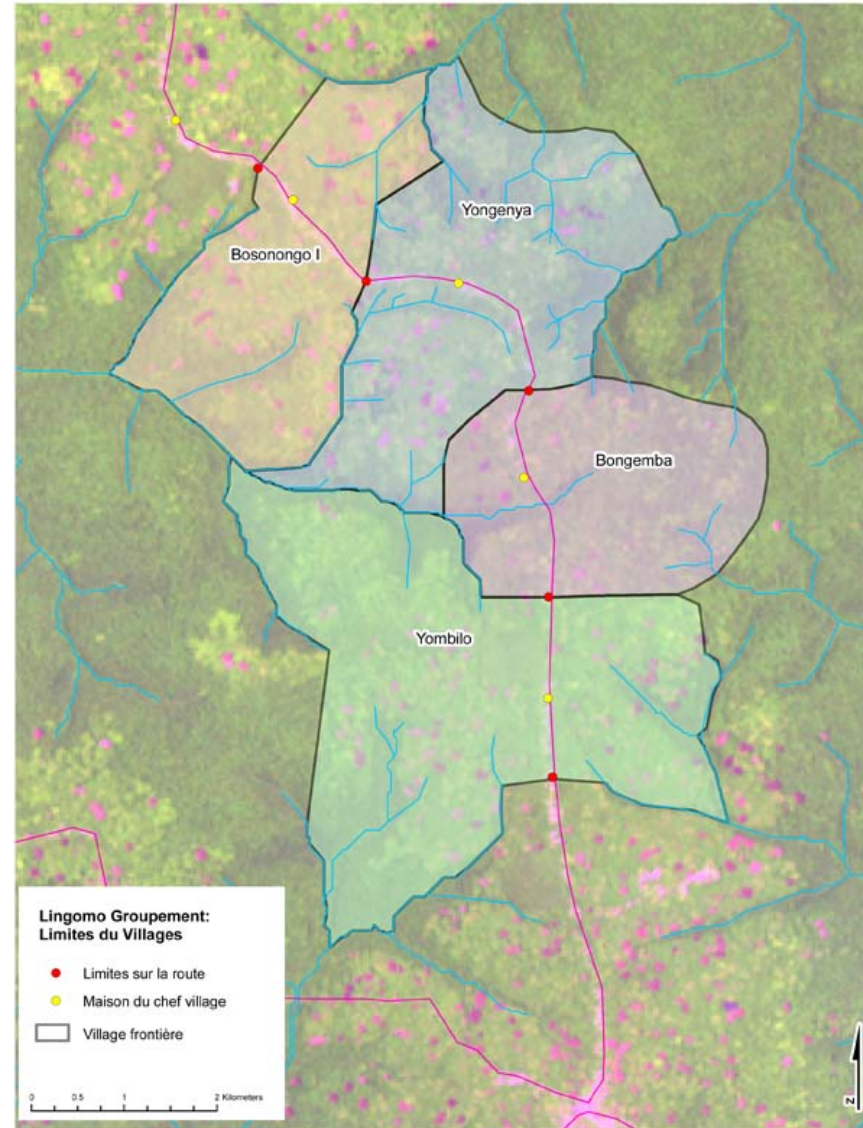 Yongenya
Bosonongo I
Bongemba
Yombilo
Lingomo Groupement:
Limites du Villages
Limites sur la route
Maison du chef village
Village frontière
0 0.5 1 2 Kilometers
N